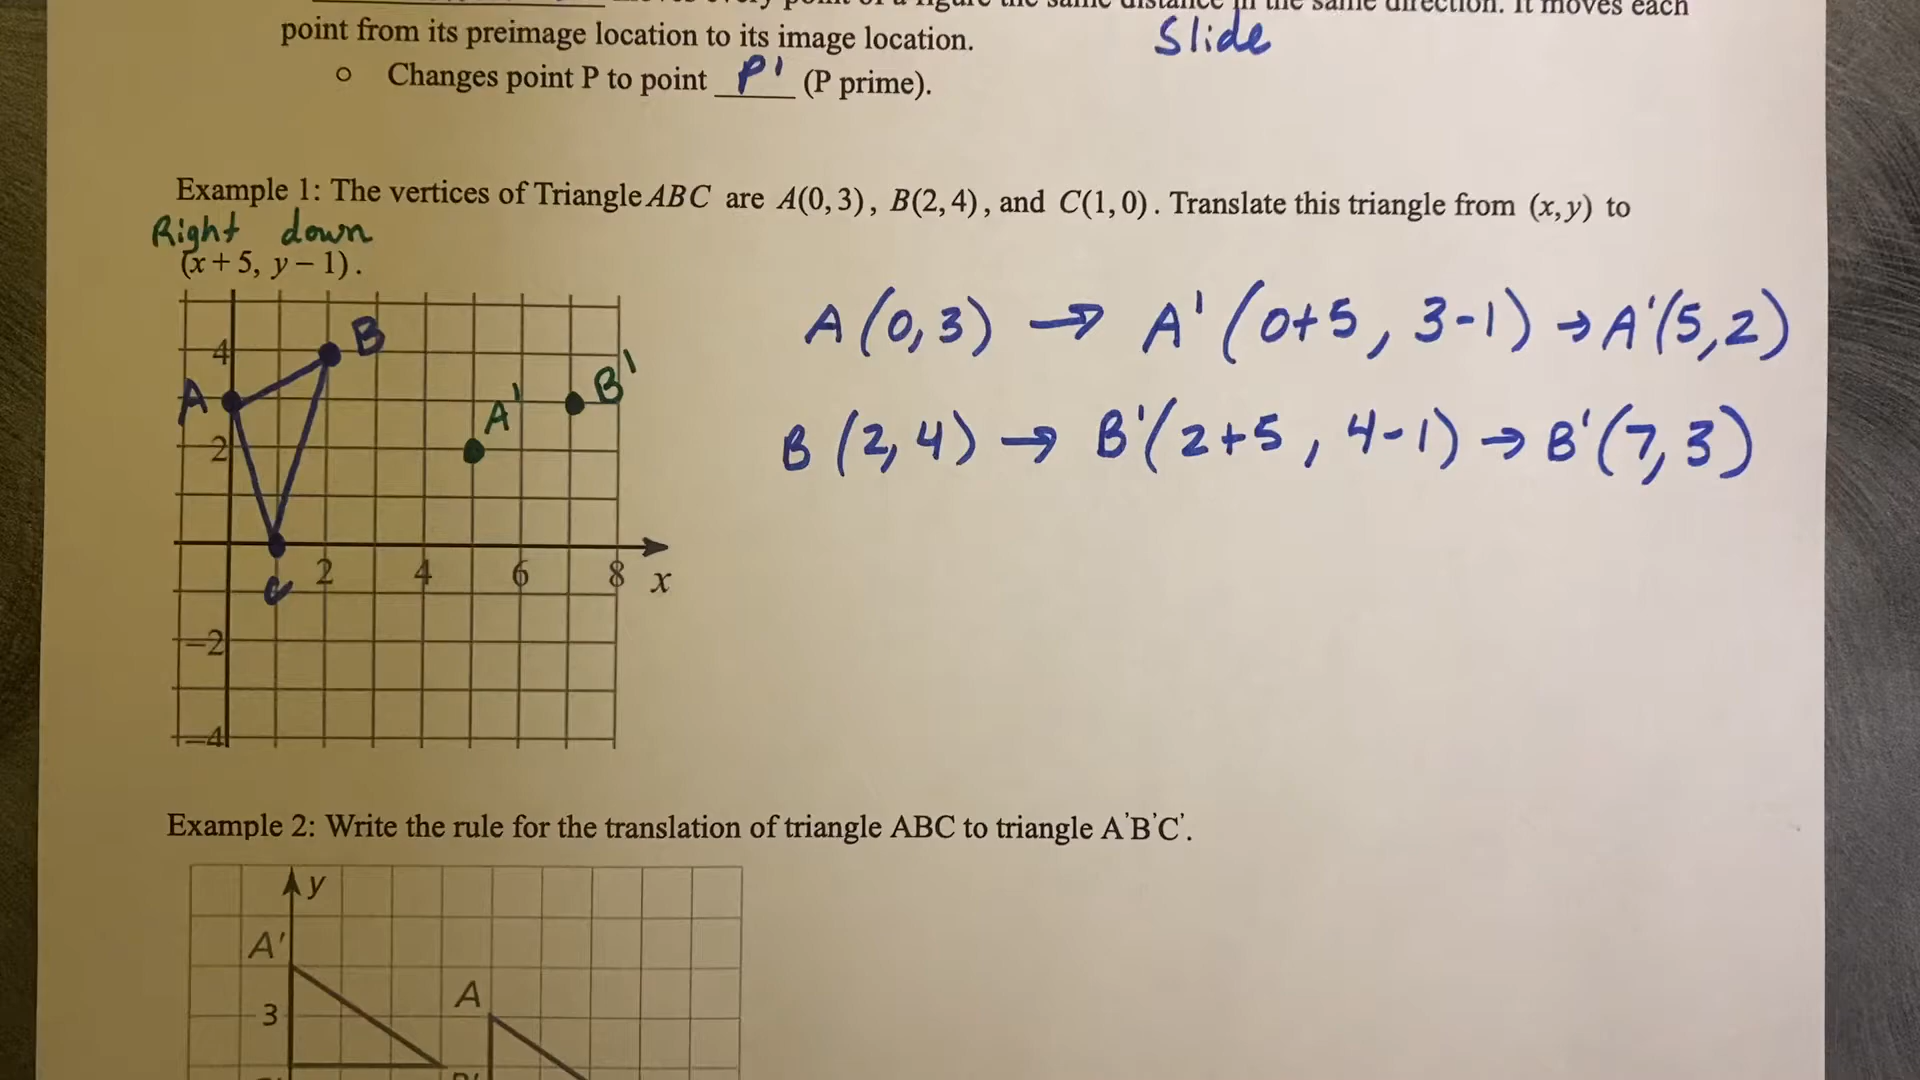 point from its preimage location to its image location.
Slide
○ Changes point P to point P' (P prime).
Example 1: The vertices of Triangle ABC are A(0, 3), B(2, 4), and C(1, 0). Translate this triangle from (x, y) to
Right down
(x + 5, y − 1).
A(0,3) → A'(0+5, 3-1) → A'(5,2)
B(2,4) → B'(2+5, 4-1) → B'(7,3)
4 B
A A' B'
2
C 2 4 6 8 x
−2
−4
Example 2: Write the rule for the translation of triangle ABC to triangle A'B'C'.
y
A'
A
3